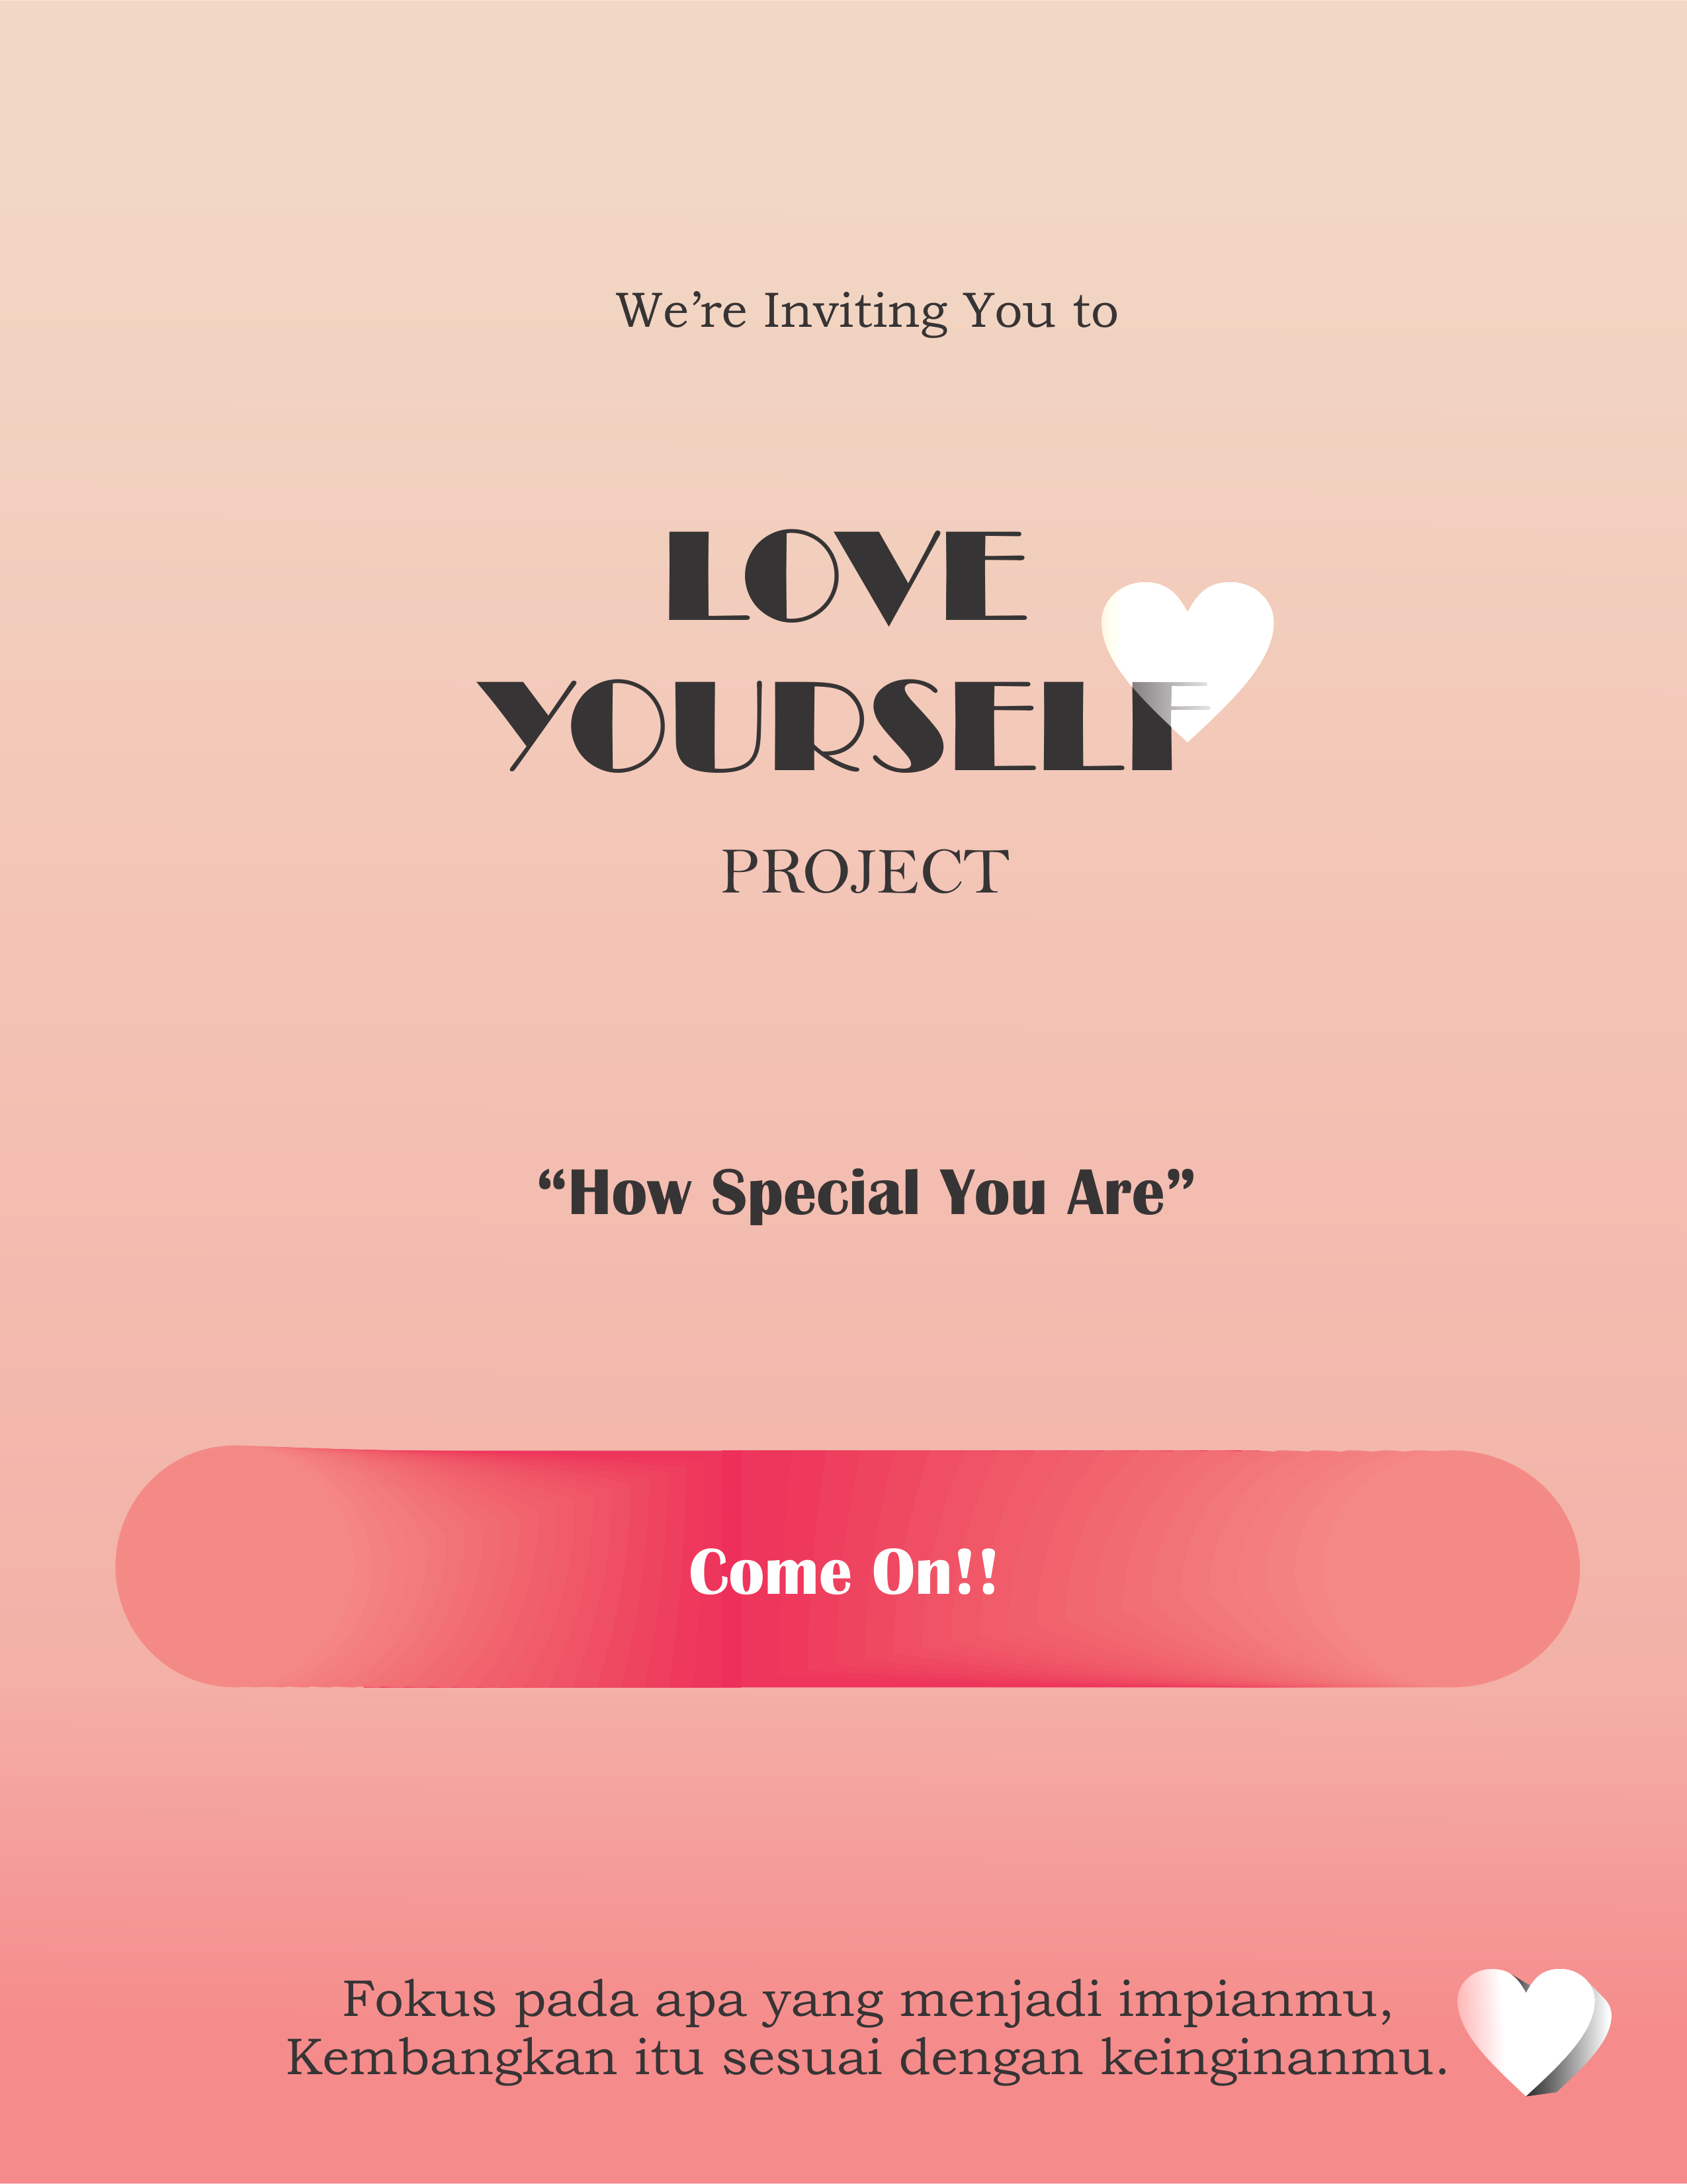 We’re Inviting You to
LOVE
YOURSELF
PROJECT
“How Special You Are”
Come On!!
Fokus pada apa yang menjadi impianmu,
Kembangkan itu sesuai dengan keinginanmu.